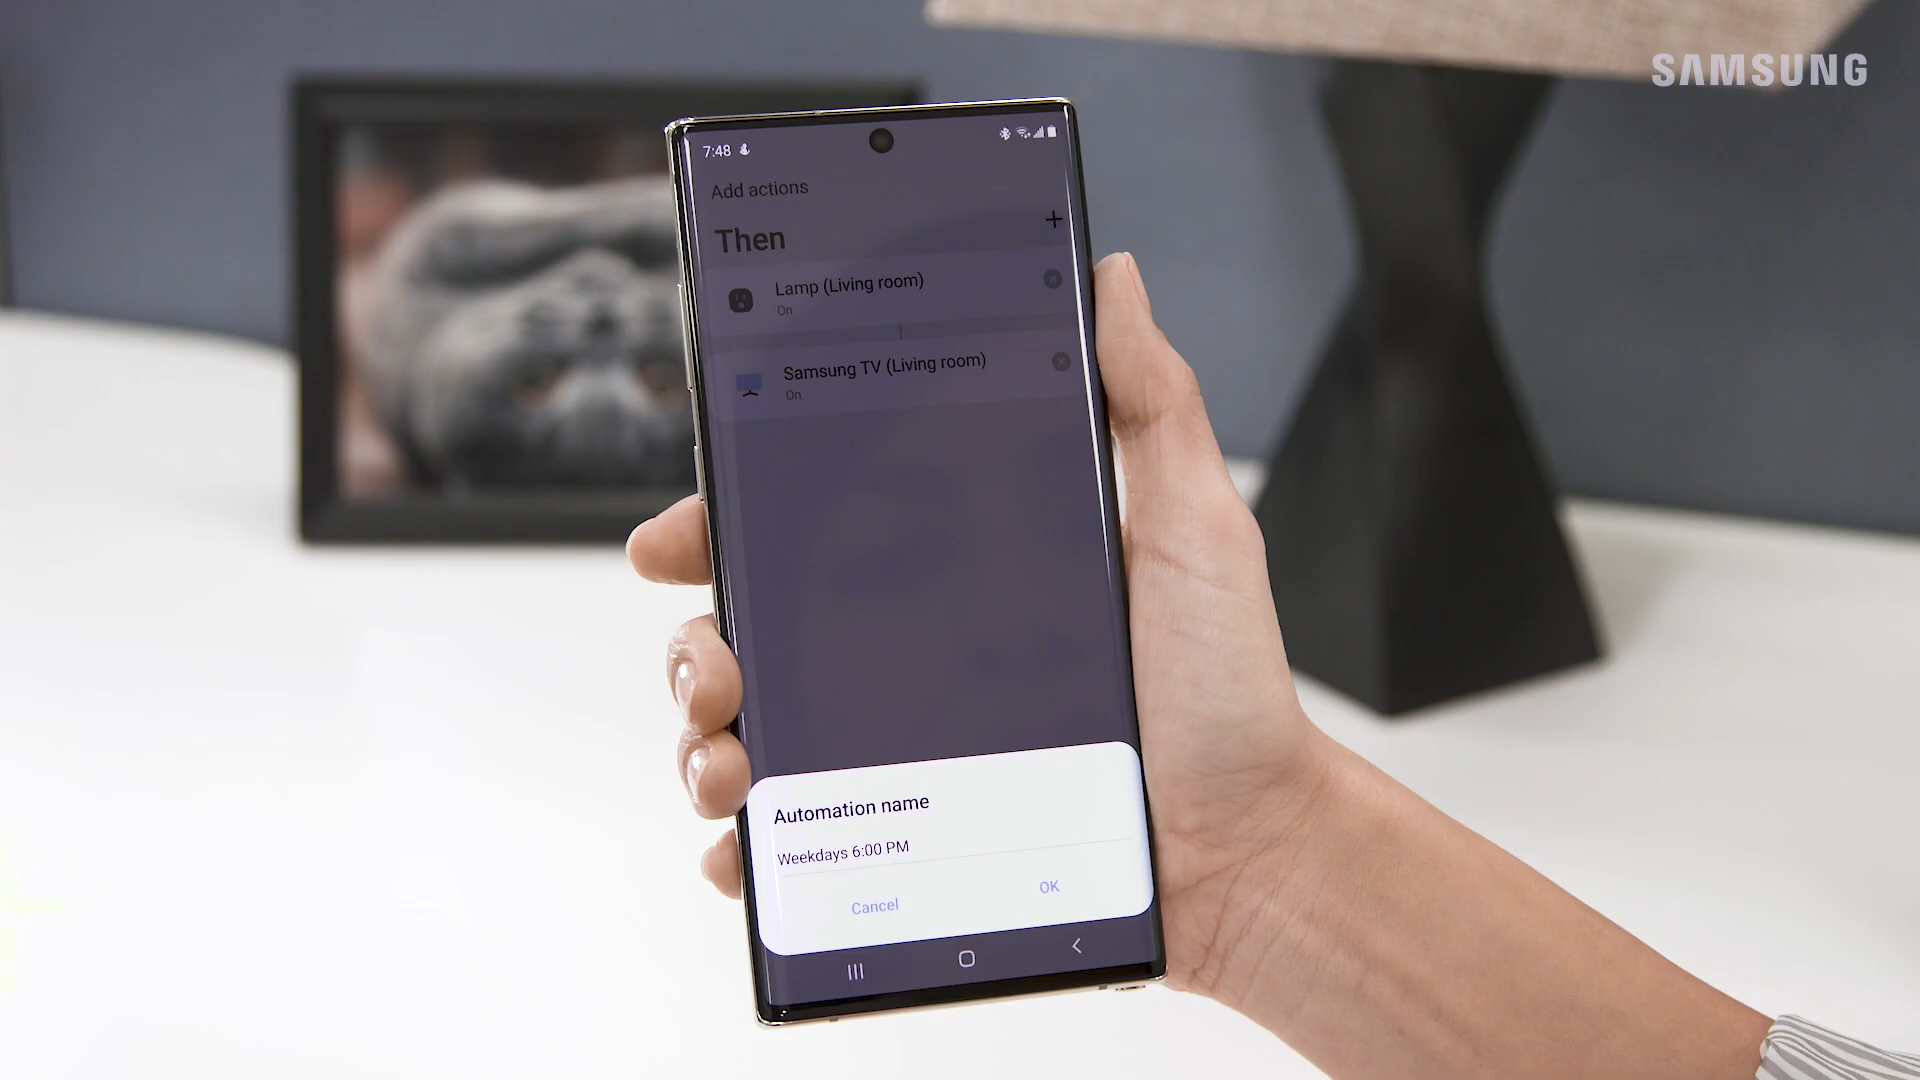 SAMSUNG
7:48
Add actions
Then
Lamp (Living room)
On
Samsung TV (Living room)
On
Automation name
Weekdays 6:00 PM
Cancel
OK